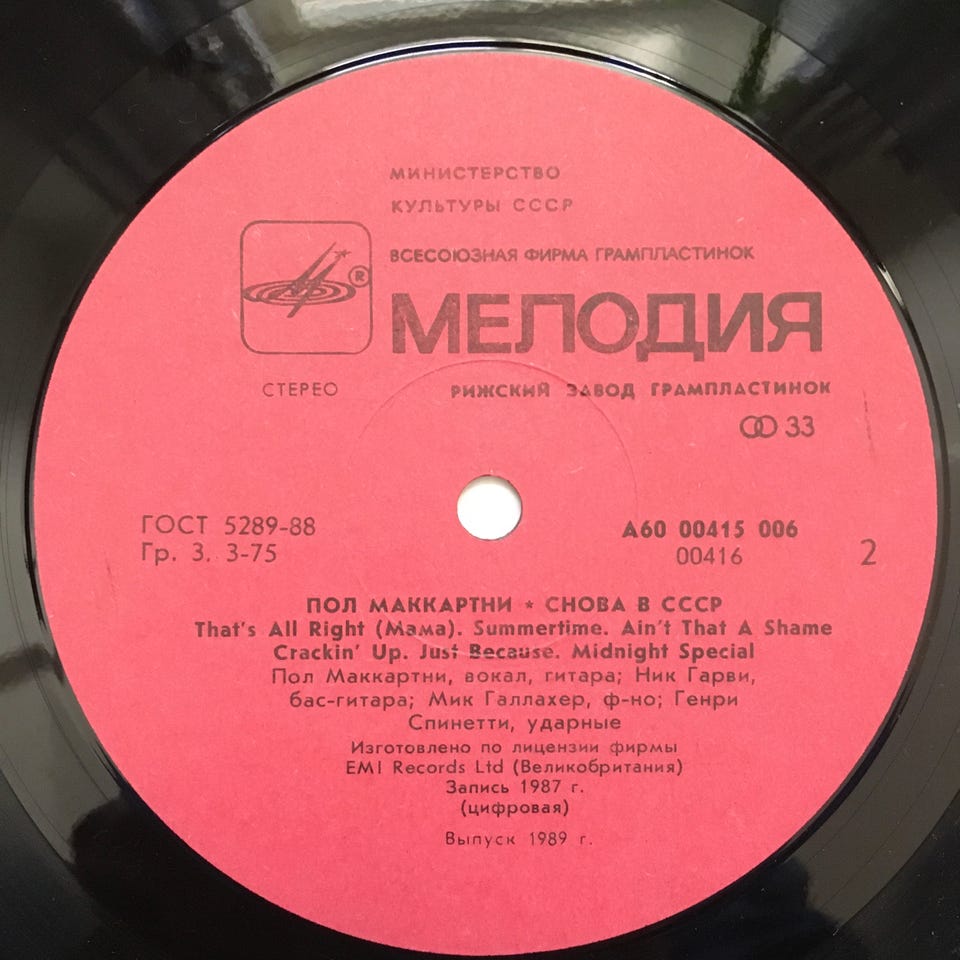 МИНИСТЕРСТВО
КУЛЬТУРЫ СССР
ВСЕСОЮЗНАЯ ФИРМА ГРАМПЛАСТИНОК
®
МЕЛОДИЯ
СТЕРЕО
РИЖСКИЙ ЗАВОД ГРАМПЛАСТИНОК
33
ГОСТ 5289-88
Гр. 3. 3-75
А60 00415 006
00416
2
ПОЛ МАККАРТНИ * СНОВА В СССР
That's All Right (Мама). Summertime. Ain't That A Shame
Crackin' Up. Just Because. Midnight Special
Пол Маккартни, вокал, гитара; Ник Гарви,
бас-гитара; Мик Галлахер, ф-но; Генри
Спинетти, ударные
Изготовлено по лицензии фирмы
EMI Records Ltd (Великобритания)
Запись 1987 г.
(цифровая)
Выпуск 1989 г.